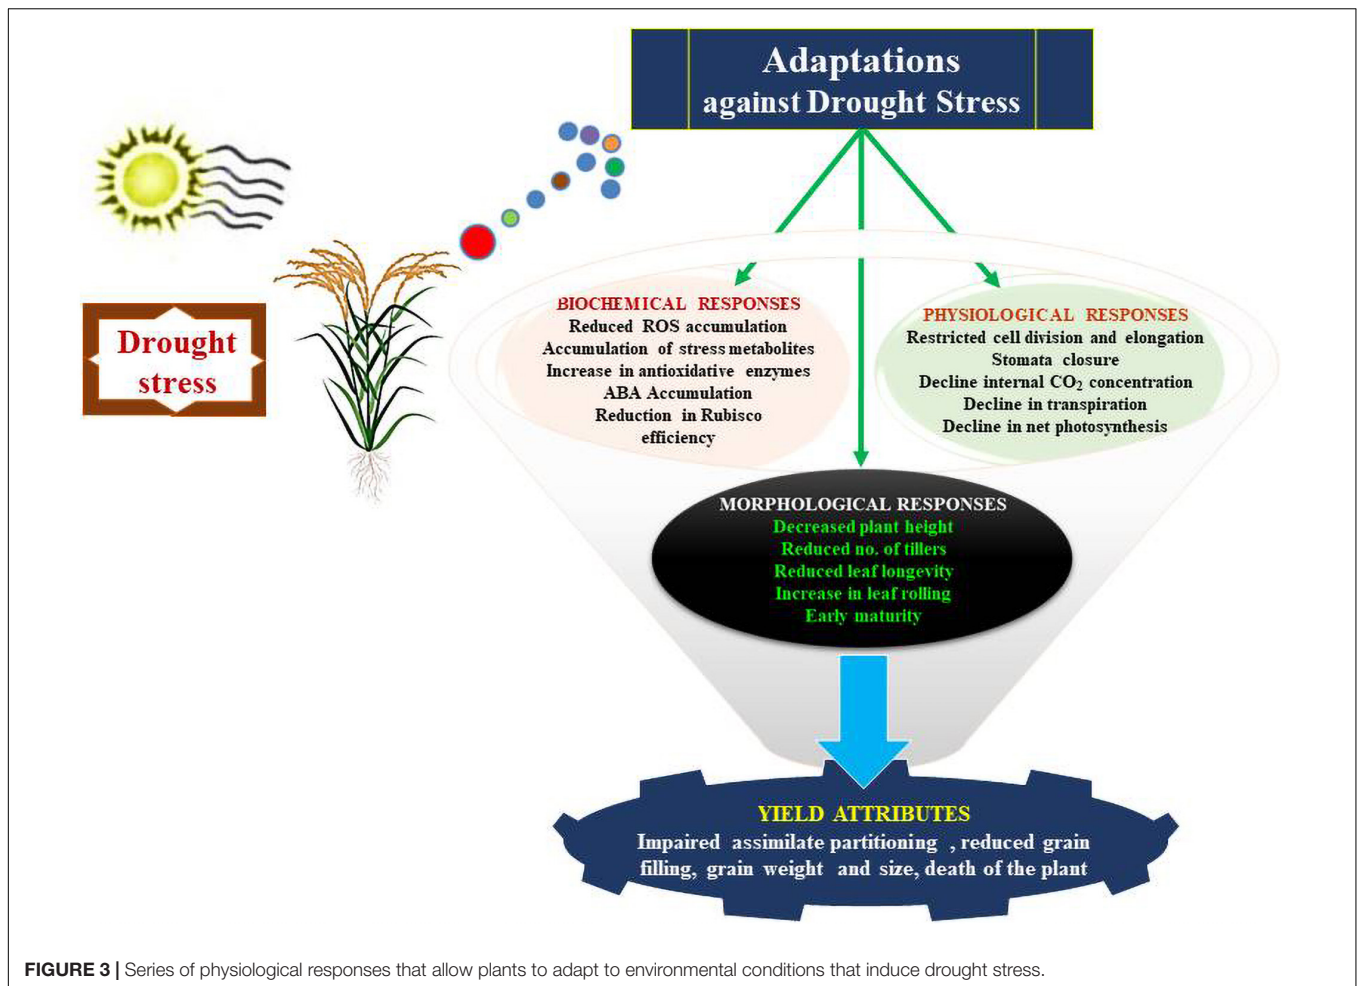 Adaptations
against Drought Stress
Drought
stress
BIOCHEMICAL RESPONSES
Reduced ROS accumulation
Accumulation of stress metabolites
Increase in antioxidative enzymes
ABA Accumulation
Reduction in Rubisco
efficiency
PHYSIOLOGICAL RESPONSES
Restricted cell division and elongation
Stomata closure
Decline internal CO₂ concentration
Decline in transpiration
Decline in net photosynthesis
MORPHOLOGICAL RESPONSES
Decreased plant height
Reduced no. of tillers
Reduced leaf longevity
Increase in leaf rolling
Early maturity
YIELD ATTRIBUTES
Impaired assimilate partitioning , reduced grain
filling, grain weight and size, death of the plant
FIGURE 3 | Series of physiological responses that allow plants to adapt to environmental conditions that induce drought stress.